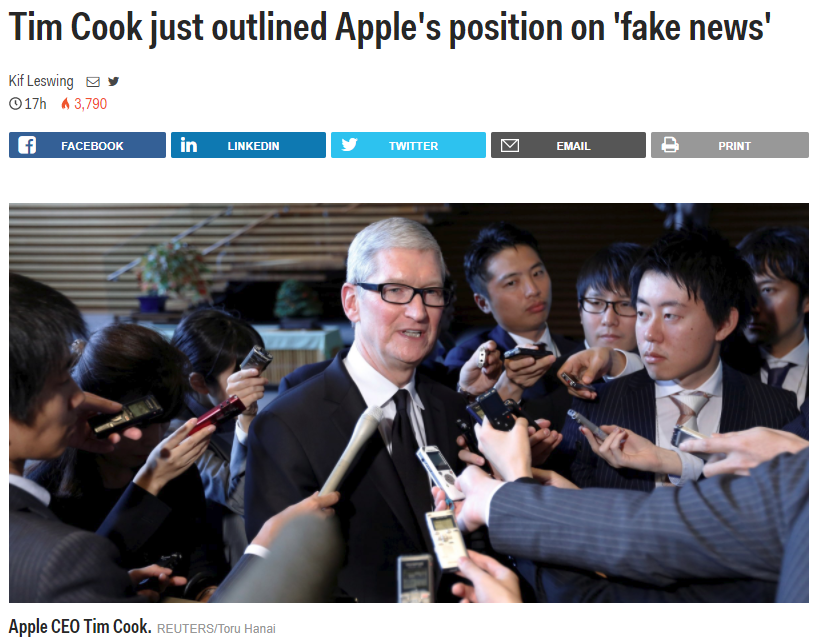 Tim Cook just outlined Apple's position on 'fake news'
Kif Leswing
17h 3,790
FACEBOOK LINKEDIN TWITTER EMAIL PRINT
Apple CEO Tim Cook. REUTERS/Toru Hanai